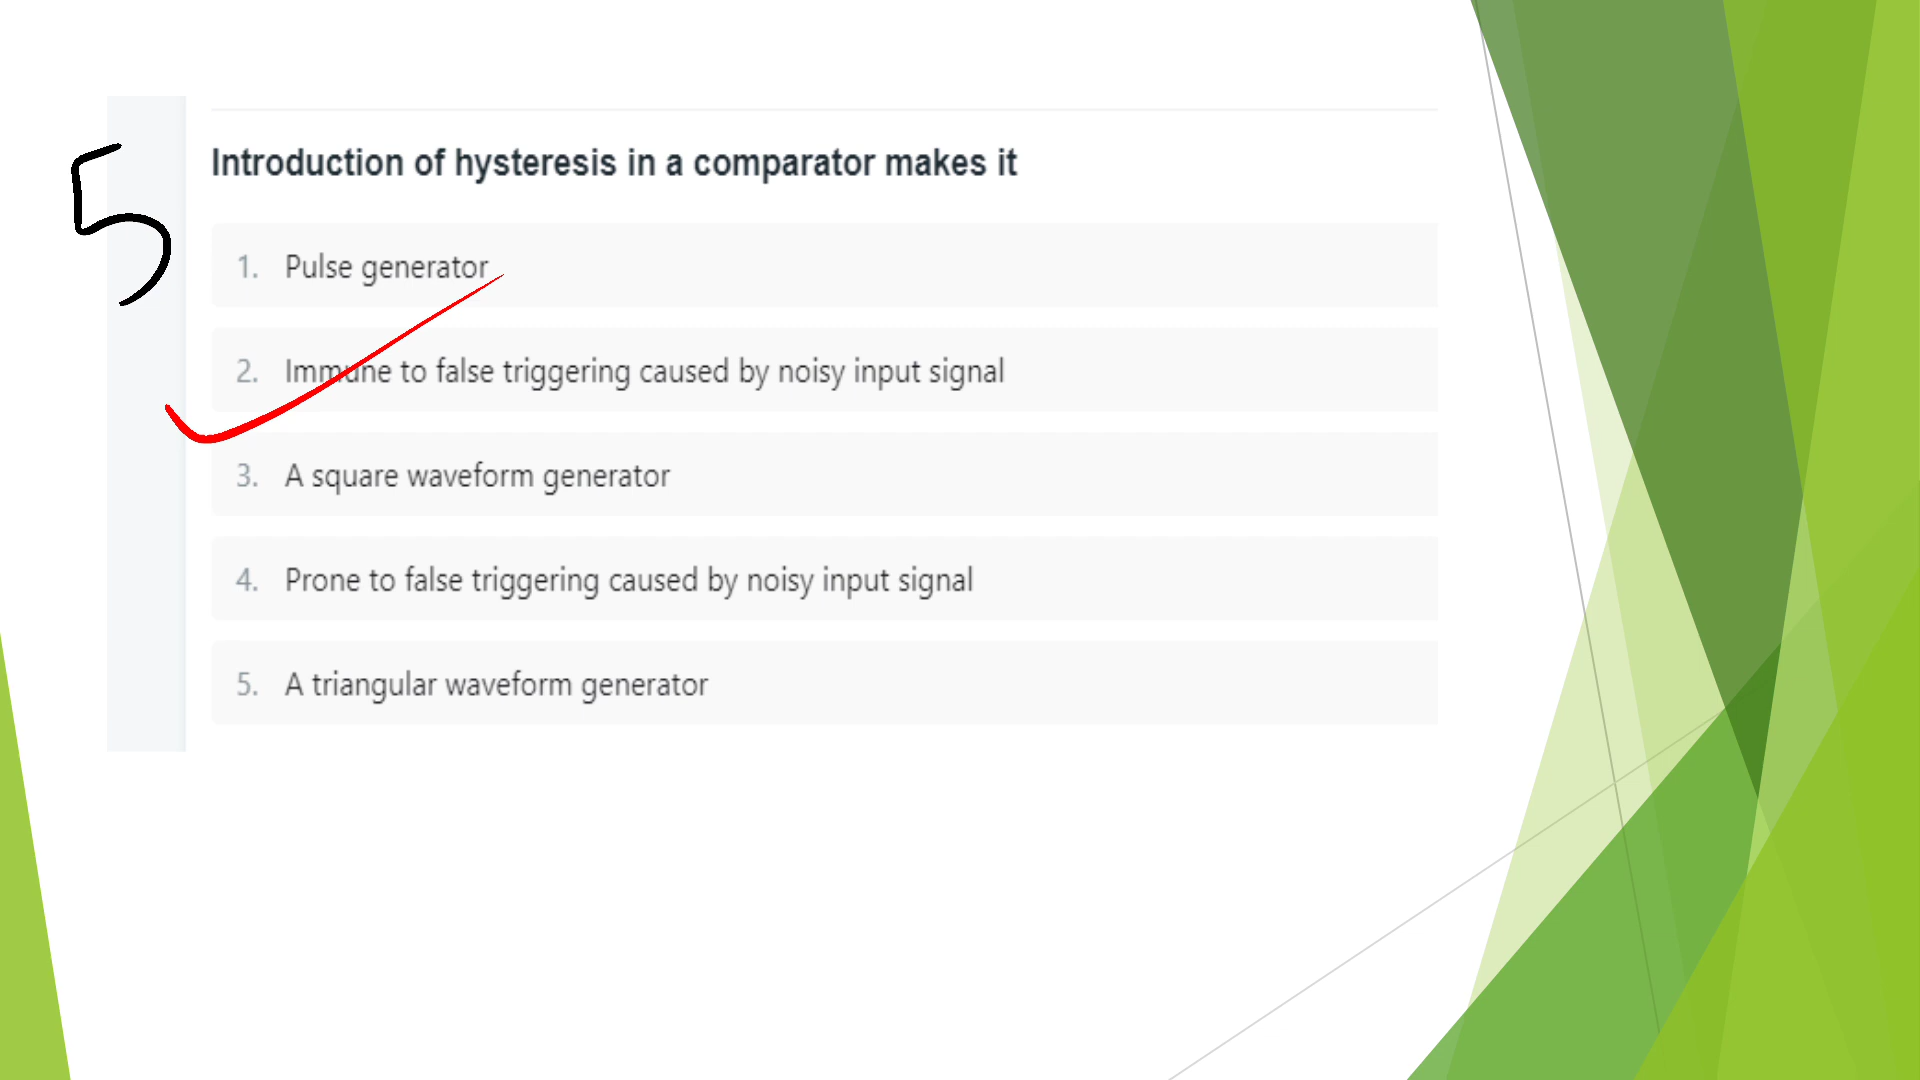 5
Introduction of hysteresis in a comparator makes it
1. Pulse generator
2. Immune to false triggering caused by noisy input signal
3. A square waveform generator
4. Prone to false triggering caused by noisy input signal
5. A triangular waveform generator